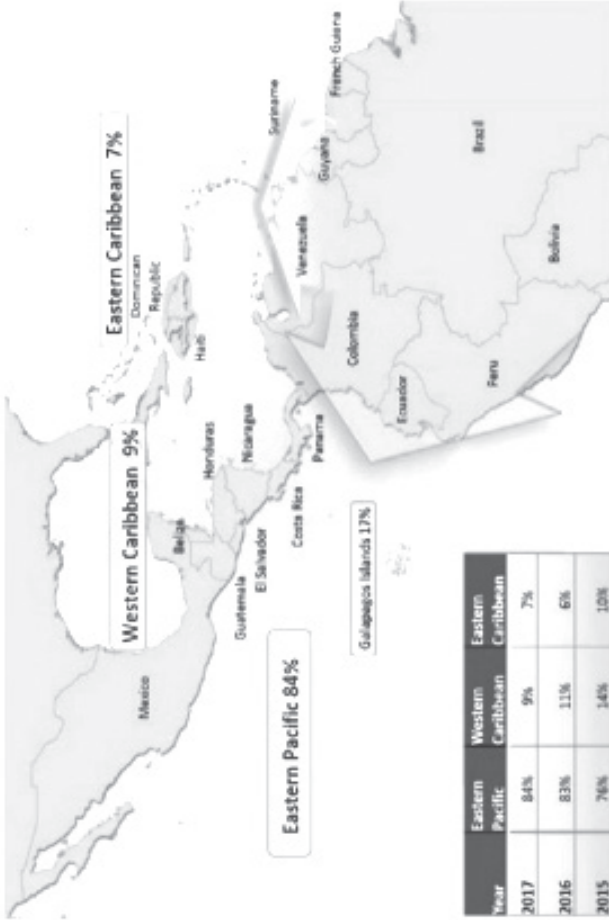 Eastern Caribbean 7%
Western Caribbean 9%
Eastern Pacific 84%
Galapagos Islands 17%
Mexico
Belize
Guatemala
El Salvador
Honduras
Nicaragua
Costa Rica
Panama
Haiti
Dominican
Republic
Colombia
Venezuela
Guyana
Suriname
French Guiana
Ecuador
Peru
Brazil
Bolivia
Year Eastern Pacific Western Caribbean Eastern Caribbean
2017 84% 9% 7%
2016 83% 11% 6%
2015 76% 14% 10%